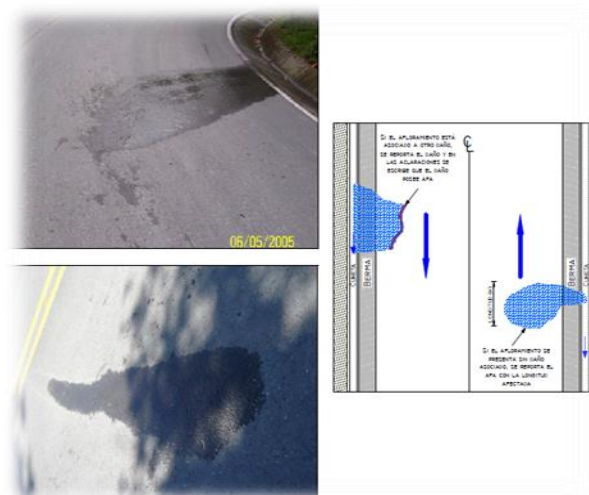 06/05/2005
SI EL AFLORAMIENTO ESTÁ
ASOCIADO A OTRO DAÑO,
SE REPORTA EL DAÑO Y EN
LAS ACLARACIONES SE
ESCRIBE QUE EL DAÑO
POSEE AFA
CL
CUNETA
BERMA
LONGITUD
BERMA
CUNETA
SI EL AFLORAMIENTO SE
PRESENTA SIN DAÑO
ASOCIADO, SE REPORTA EL
AFA CON LA LONGITUD
AFECTADA